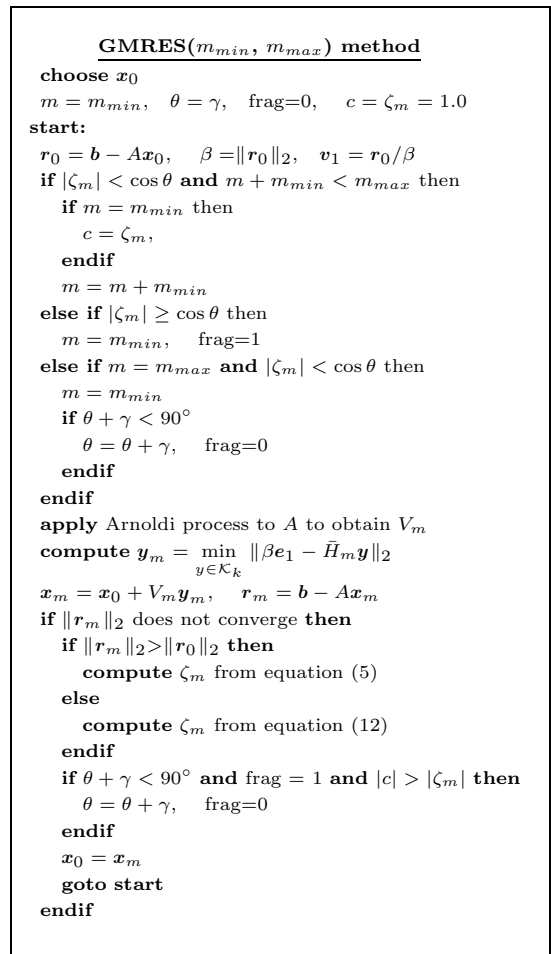 GMRES(m_min, m_max) method
choose x_0
m = m_min, θ = γ, frag=0, c = ζ_m = 1.0
start:
r_0 = b − Ax_0, β =‖r_0‖_2, v_1 = r_0/β
if |ζ_m| < cos θ and m + m_min < m_max then
if m = m_min then
c = ζ_m,
endif
m = m + m_min
else if |ζ_m| ≥ cos θ then
m = m_min, frag=1
else if m = m_max and |ζ_m| < cos θ then
m = m_min
if θ + γ < 90°
θ = θ + γ, frag=0
endif
endif
apply Arnoldi process to A to obtain V_m
compute y_m = min_{y∈K_k} ‖βe_1 − H̄_m y‖_2
x_m = x_0 + V_m y_m, r_m = b − Ax_m
if ‖r_m‖_2 does not converge then
if ‖r_m‖_2>‖r_0‖_2 then
compute ζ_m from equation (5)
else
compute ζ_m from equation (12)
endif
if θ + γ < 90° and frag = 1 and |c| > |ζ_m| then
θ = θ + γ, frag=0
endif
x_0 = x_m
goto start
endif